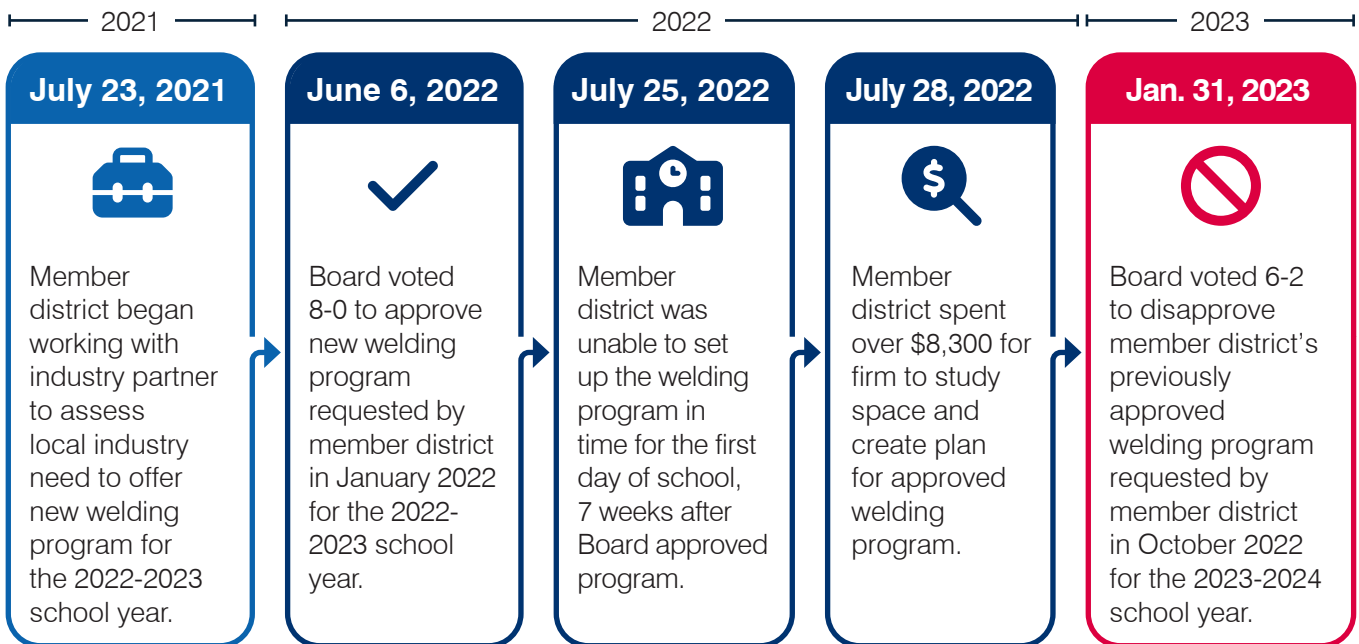 2021
2022
2023
July 23, 2021
Member
district began
working with
industry partner
to assess
local industry
need to offer
new welding
program for
the 2022-2023
school year.
June 6, 2022
Board voted
8-0 to approve
new welding
program
requested by
member district
in January 2022
for the 2022-
2023 school
year.
July 25, 2022
Member
district was
unable to set
up the welding
program in
time for the first
day of school,
7 weeks after
Board approved
program.
July 28, 2022
$
Member
district spent
over $8,300 for
firm to study
space and
create plan
for approved
welding
program.
Jan. 31, 2023
Board voted 6-2
to disapprove
member district’s
previously
approved
welding program
requested by
member district
in October 2022
for the 2023-2024
school year.